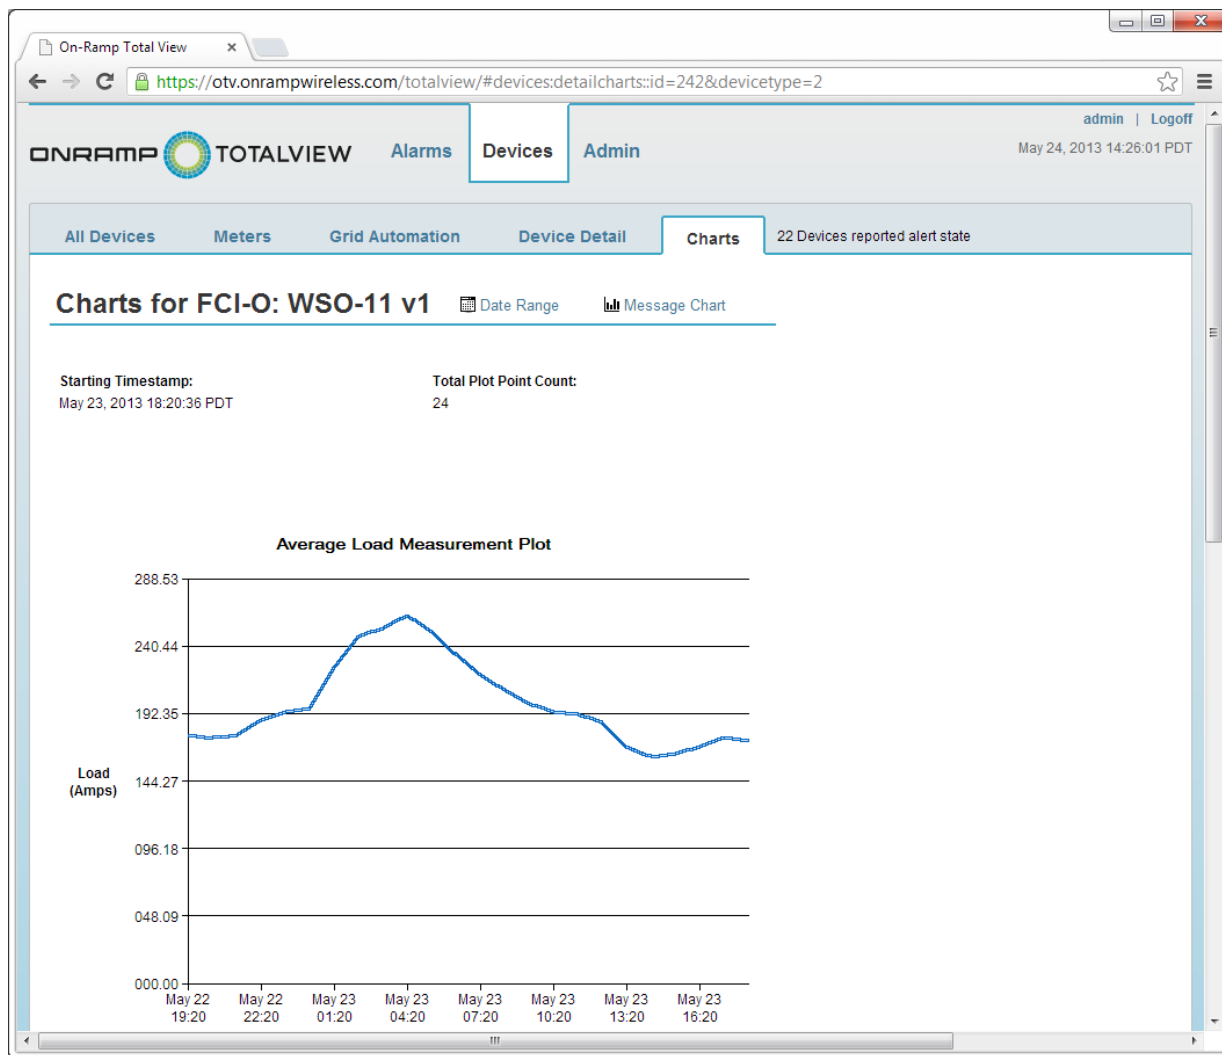 On-Ramp Total View
https://otv.onrampwireless.com/totalview/#devices:detailcharts::id=242&devicetype=2
admin | Logoff
ONRAMP TOTALVIEW Alarms Devices Admin May 24, 2013 14:26:01 PDT
All Devices Meters Grid Automation Device Detail Charts 22 Devices reported alert state
Charts for FCI-O: WSO-11 v1 Date Range Message Chart
Starting Timestamp: Total Plot Point Count:
May 23, 2013 18:20:36 PDT 24
Average Load Measurement Plot
288.53
240.44
192.35
Load
(Amps)
144.27
096.18
048.09
000.00
May 22 May 22 May 23 May 23 May 23 May 23 May 23 May 23
19:20 22:20 01:20 04:20 07:20 10:20 13:20 16:20